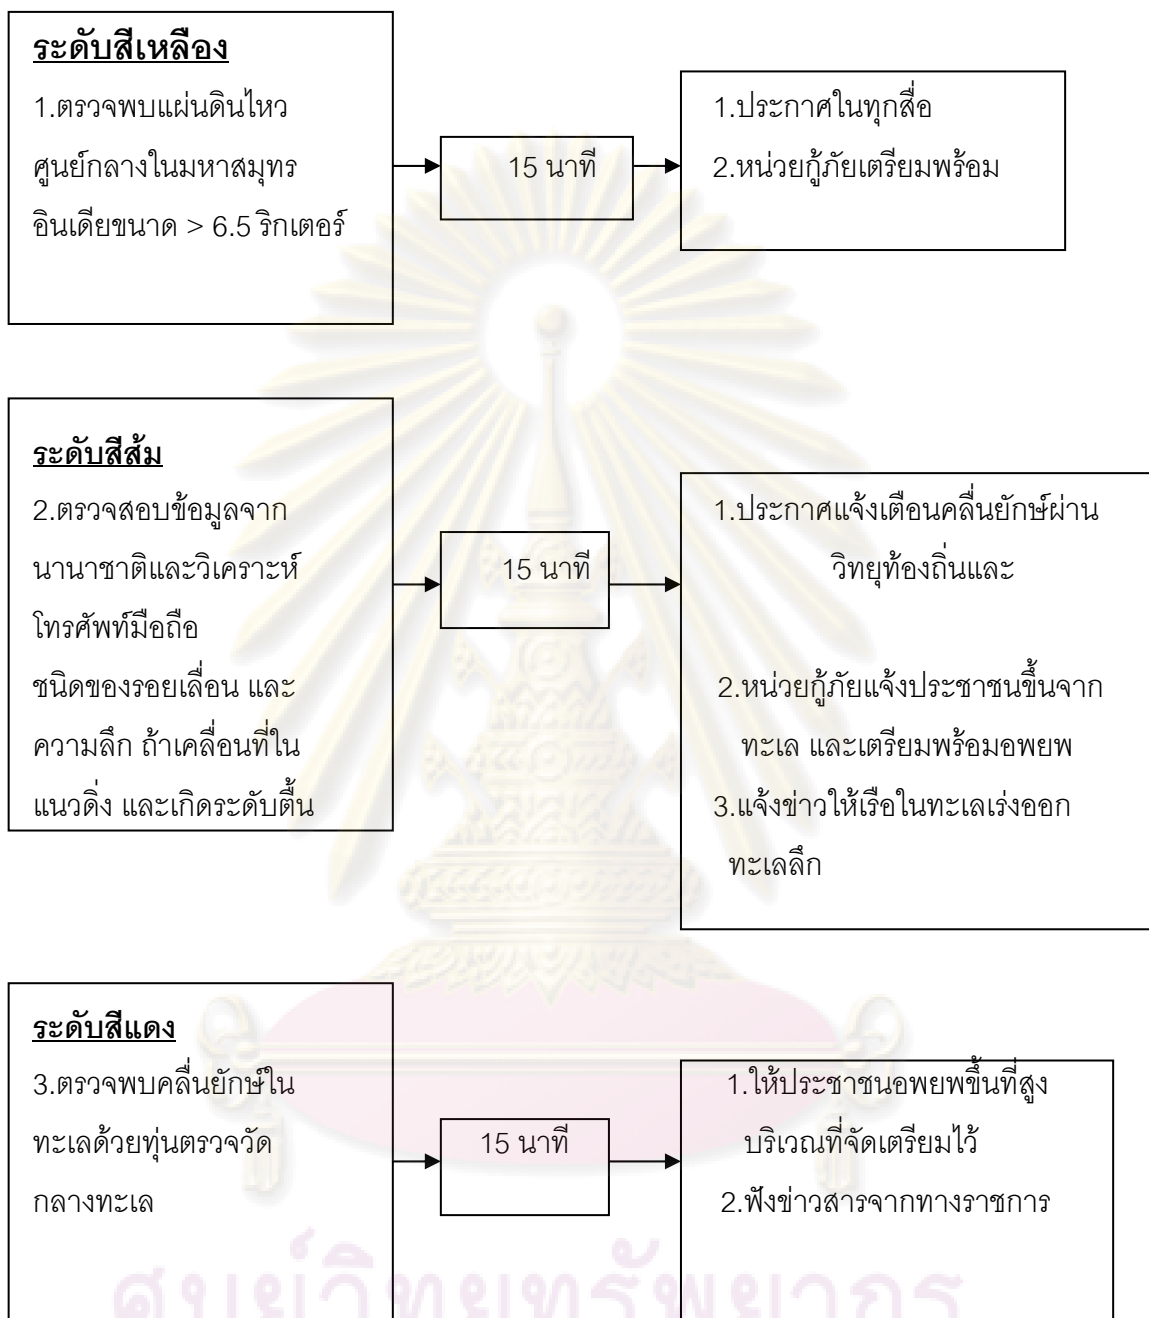 ระดับสีเหลือง
1.ตรวจพบแผ่นดินไหว
ศูนย์กลางในมหาสมุทร
อินเดียขนาด > 6.5 ริกเตอร์
15 นาที
1.ประกาศในทุกสื่อ
2.หน่วยกู้ภัยเตรียมพร้อม
ระดับสีส้ม
2.ตรวจสอบข้อมูลจาก
นานาชาติและวิเคราะห์
โทรศัพท์มือถือ
ชนิดของรอยเลื่อน และ
ความลึก ถ้าเคลื่อนที่ใน
แนวดิ่ง และเกิดระดับตื้น
15 นาที
1.ประกาศแจ้งเตือนคลื่นยักษ์ผ่าน
วิทยุท้องถิ่นและ
2.หน่วยกู้ภัยแจ้งประชาชนขึ้นจาก
ทะเล และเตรียมพร้อมอพยพ
3.แจ้งข่าวให้เรือในทะเลเร่งออก
ทะเลลึก
ระดับสีแดง
3.ตรวจพบคลื่นยักษ์ใน
ทะเลด้วยทุ่นตรวจวัด
กลางทะเล
15 นาที
1.ให้ประชาชนอพยพขึ้นที่สูง
บริเวณที่จัดเตรียมไว้
2.ฟังข่าวสารจากทางราชการ
ศูนย์วิทยทรัพยากร